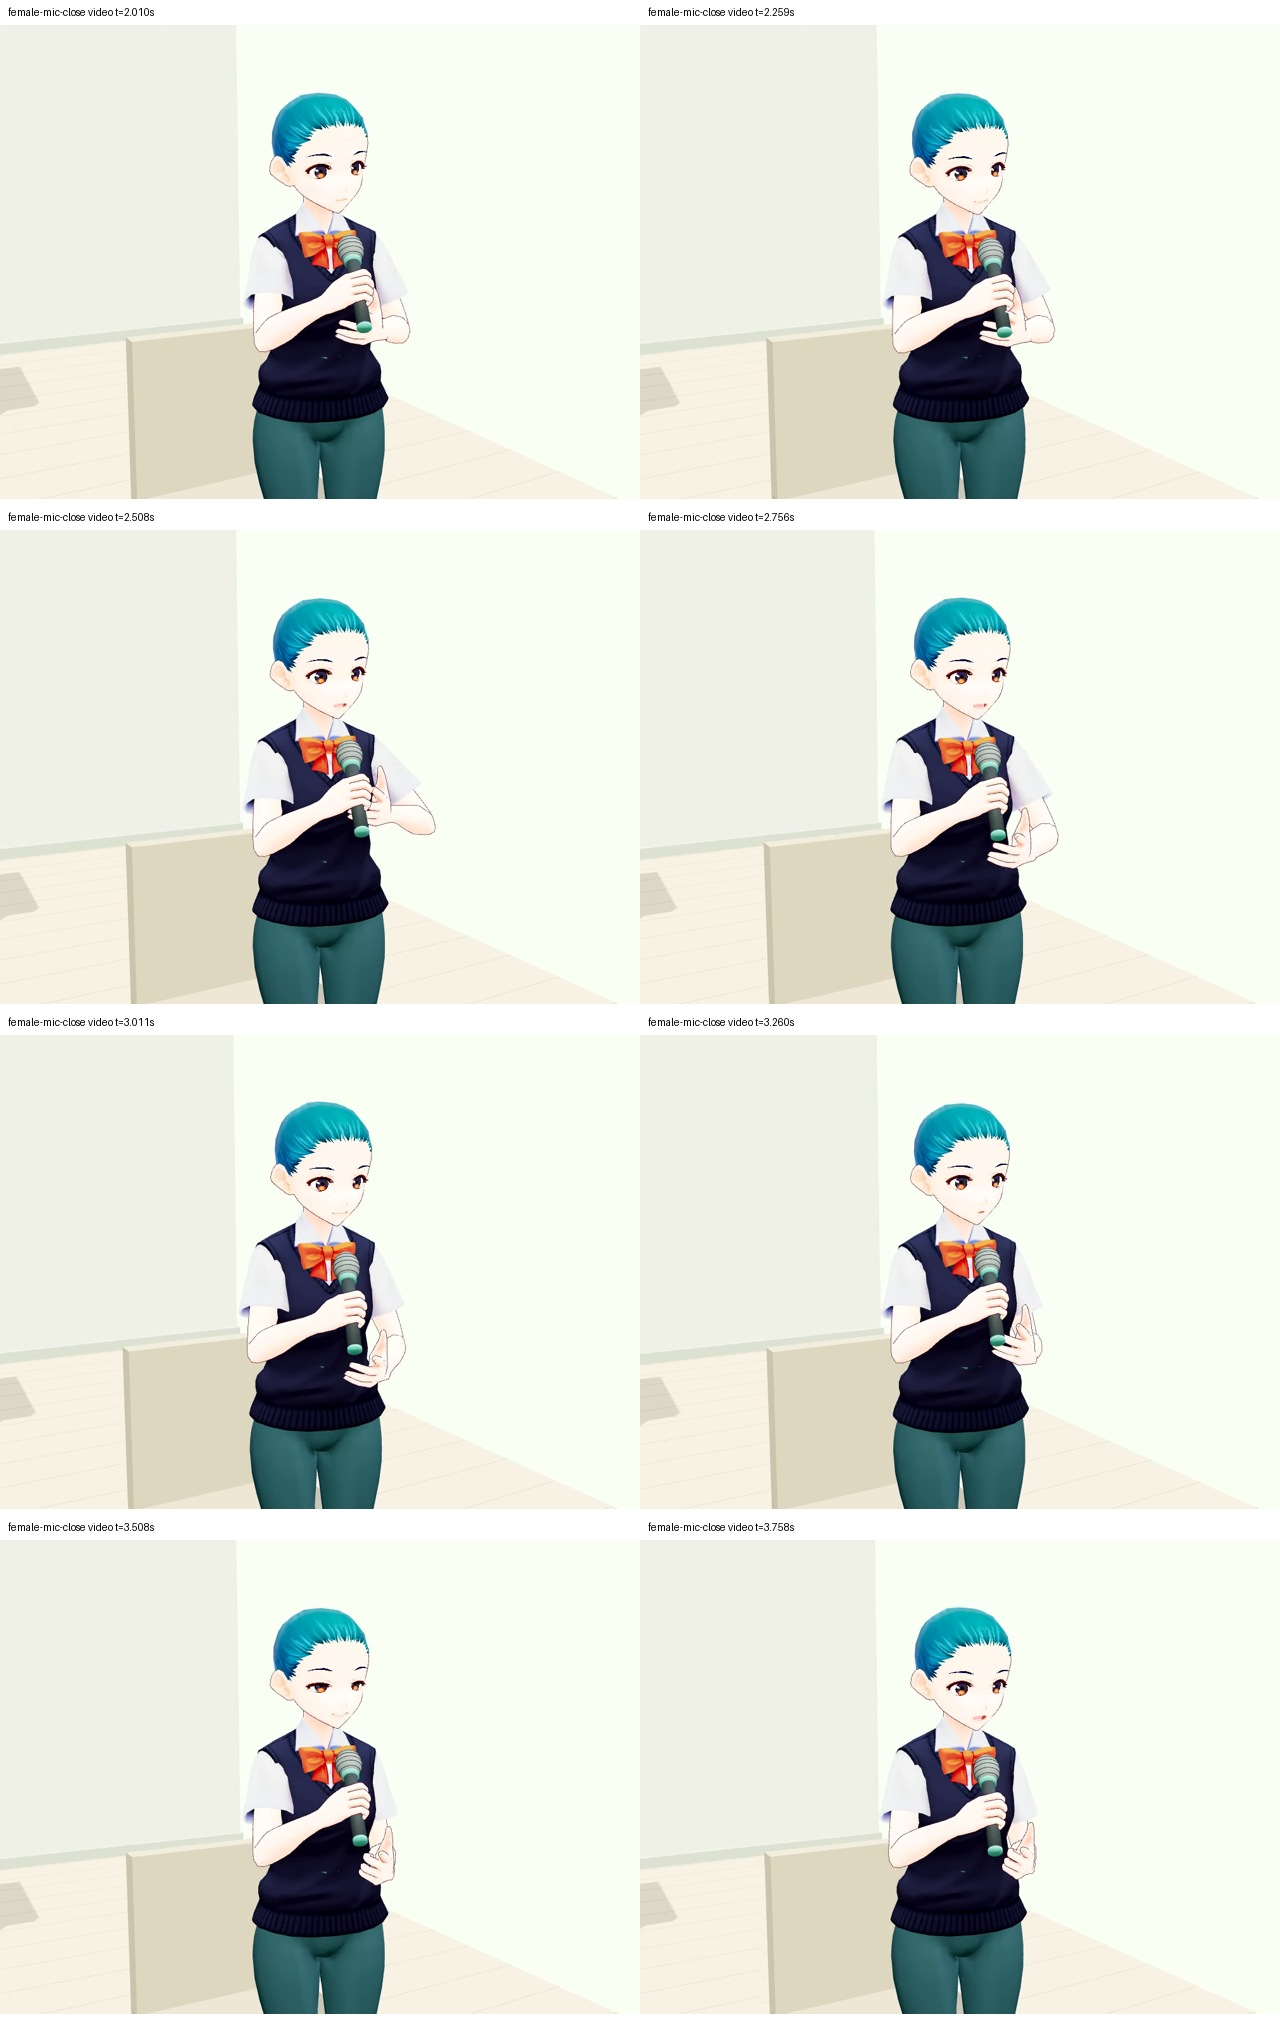 female-mic-close video t=2.010s
female-mic-close video t=2.259s
female-mic-close video t=2.508s
female-mic-close video t=2.756s
female-mic-close video t=3.011s
female-mic-close video t=3.260s
female-mic-close video t=3.508s
female-mic-close video t=3.758s